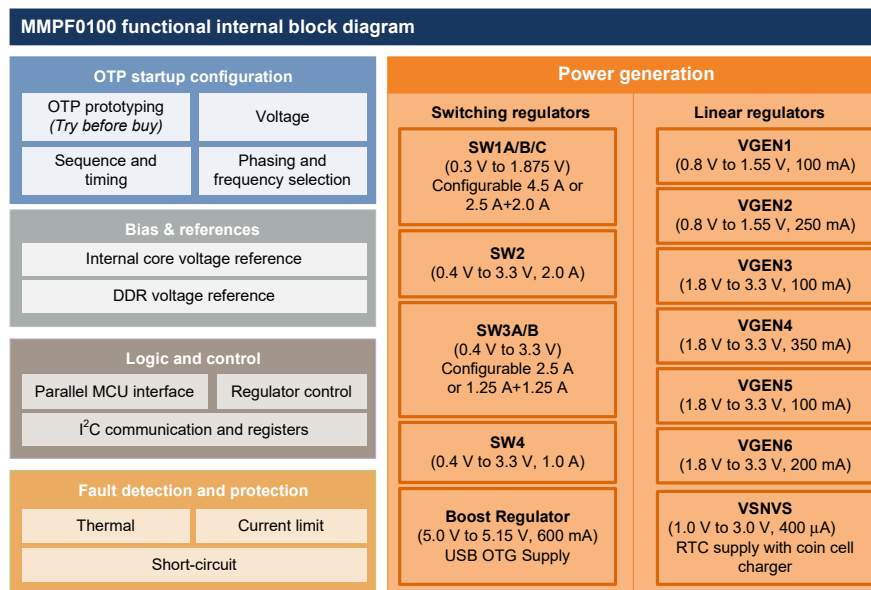 MMPF0100 functional internal block diagram
OTP startup configuration
OTP prototyping
(Try before buy)
Voltage
Sequence and
timing
Phasing and
frequency selection
Bias & references
Internal core voltage reference
DDR voltage reference
Logic and control
Parallel MCU interface
Regulator control
I²C communication and registers
Fault detection and protection
Thermal
Current limit
Short-circuit
Power generation
Switching regulators
SW1A/B/C
(0.3 V to 1.875 V)
Configurable 4.5 A or
2.5 A+2.0 A
SW2
(0.4 V to 3.3 V, 2.0 A)
SW3A/B
(0.4 V to 3.3 V)
Configurable 2.5 A
or 1.25 A+1.25 A
SW4
(0.4 V to 3.3 V, 1.0 A)
Boost Regulator
(5.0 V to 5.15 V, 600 mA)
USB OTG Supply
Linear regulators
VGEN1
(0.8 V to 1.55 V, 100 mA)
VGEN2
(0.8 V to 1.55 V, 250 mA)
VGEN3
(1.8 V to 3.3 V, 100 mA)
VGEN4
(1.8 V to 3.3 V, 350 mA)
VGEN5
(1.8 V to 3.3 V, 100 mA)
VGEN6
(1.8 V to 3.3 V, 200 mA)
VSNVS
(1.0 V to 3.0 V, 400 µA)
RTC supply with coin cell
charger